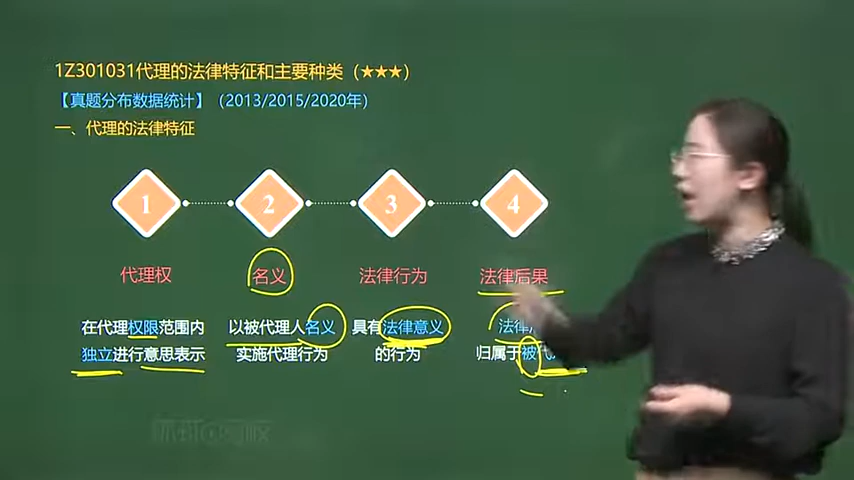 1Z301031代理的法律特征和主要种类（★★★）
【真题分布数据统计】（2013/2015/2020年）
一、代理的法律特征
1 2 3 4
代理权 名义 法律行为 法律后果
在代理权限范围内 以被代理人名义 具有法律意义 法律
独立进行意思表示 实施代理行为 的行为 归属于被代